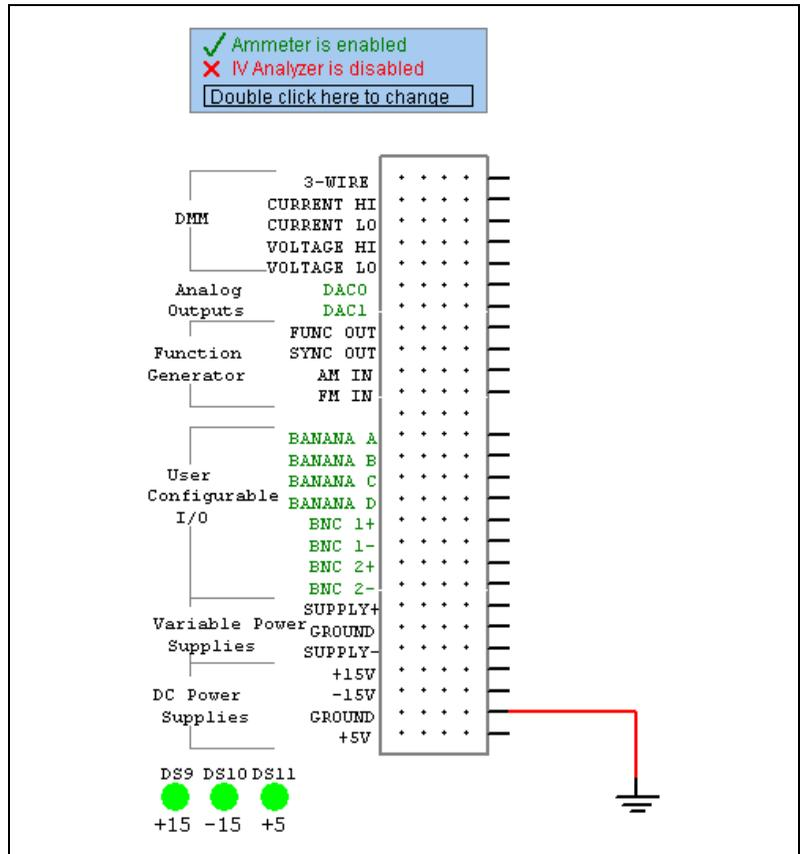 Ammeter is enabled
IV Analyzer is disabled
Double click here to change
DMM
3-WIRE
CURRENT HI
CURRENT LO
VOLTAGE HI
VOLTAGE LO
Analog
Outputs
DAC0
DAC1
Function
Generator
FUNC OUT
SYNC OUT
AM IN
FM IN
User
Configurable
I/O
BANANA A
BANANA B
BANANA C
BANANA D
BNC 1+
BNC 1-
BNC 2+
BNC 2-
Variable Power
Supplies
SUPPLY+
GROUND
SUPPLY-
DC Power
Supplies
+15V
-15V
GROUND
+5V
DS9 DS10 DS11
+15 -15 +5